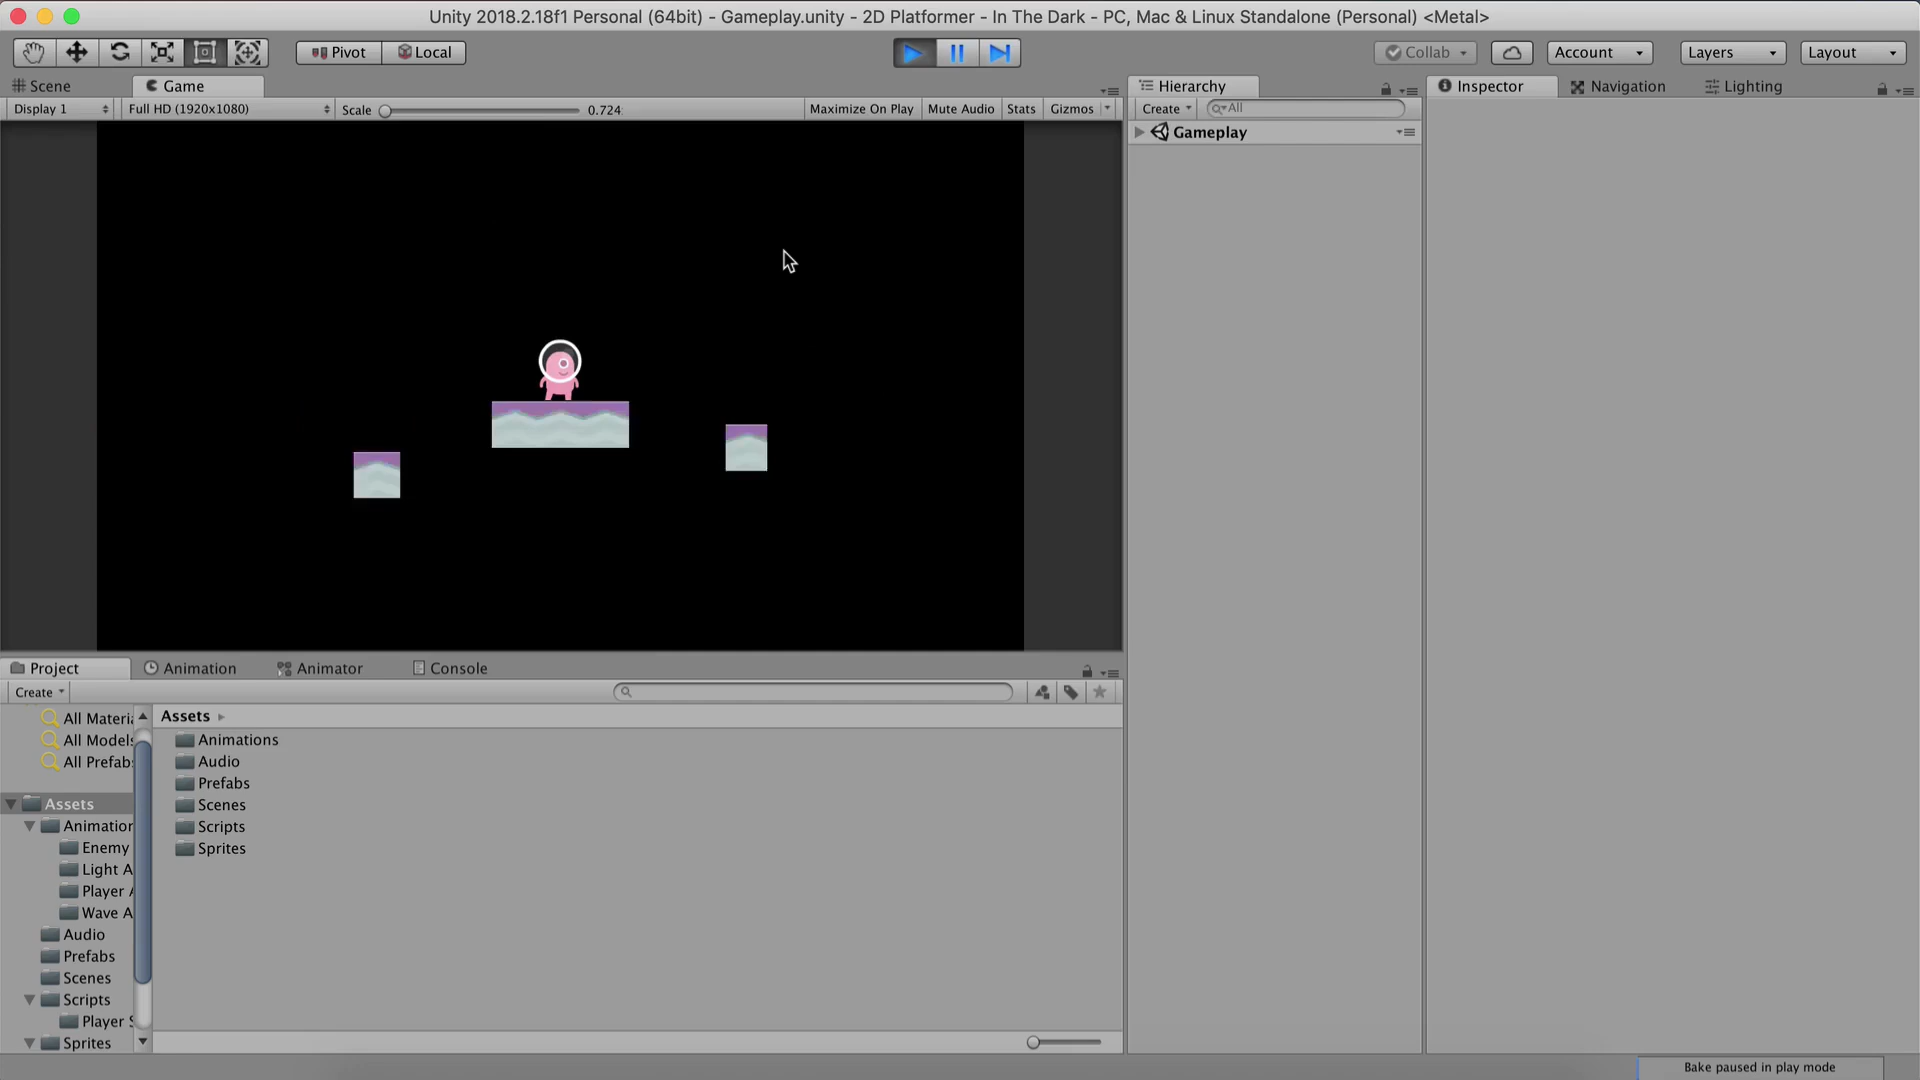 Unity 2018.2.18f1 Personal (64bit) - Gameplay.unity - 2D Platformer - In The Dark - PC, Mac & Linux Standalone (Personal) <Metal>
Pivot Local Collab Account Layers Layout
Scene Game Hierarchy Inspector Navigation Lighting
Display 1 Full HD (1920x1080) Scale 0.724 Maximize On Play Mute Audio Stats Gizmos Create All
Gameplay
Project Animation Animator Console
Create
Assets
All Materia
All Models
All Prefab
Assets
Animation
Enemy
Light A
Player A
Wave A
Audio
Prefabs
Scenes
Scripts
Player S
Sprites
Animations
Audio
Prefabs
Scenes
Scripts
Sprites
Bake paused in play mode